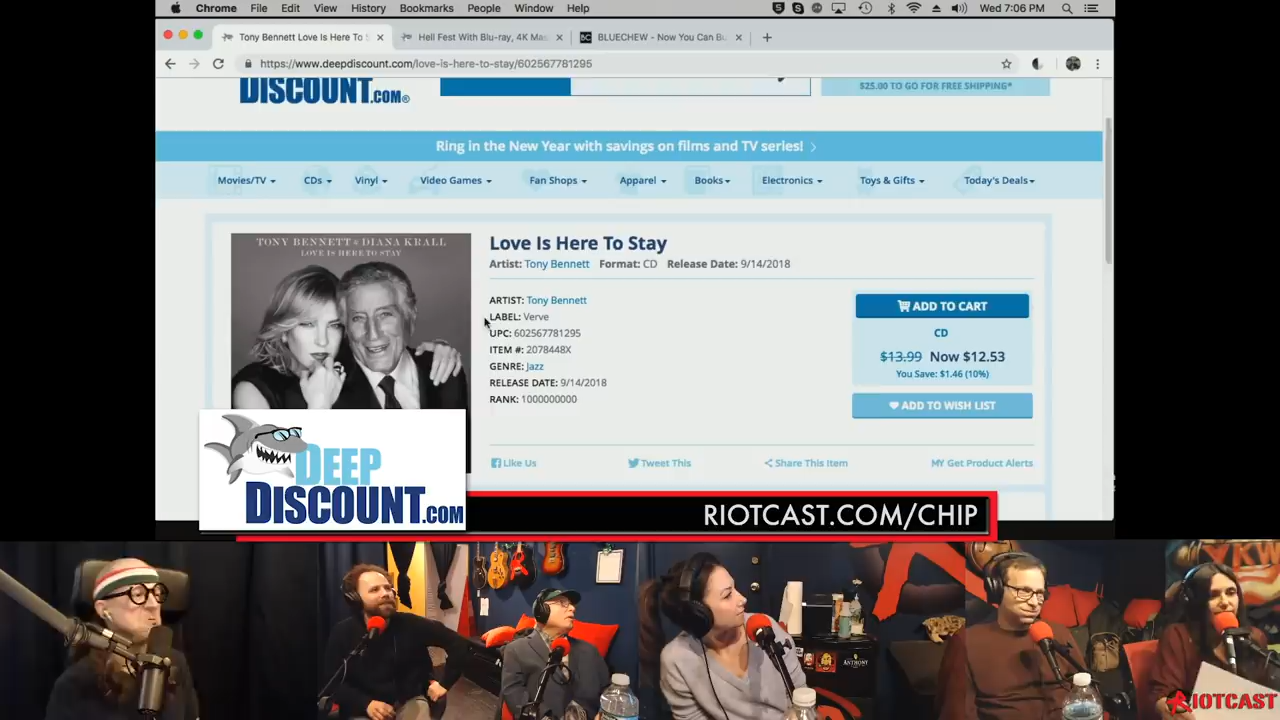 Chrome File Edit View History Bookmarks People Window Help
Wed 7:06 PM
Tony Bennett Love Is Here To S
Hell Fest With Blu-ray, 4K Mas
BC BLUECHEW - Now You Can Bu
https://www.deepdiscount.com/love-is-here-to-stay/602567781295
DISCOUNT.COM®
$25.00 TO GO FOR FREE SHIPPING*
Ring in the New Year with savings on films and TV series!
Movies/TV CDs Vinyl Video Games Fan Shops Apparel Books Electronics Toys & Gifts Today's Deals
TONY BENNETT & DIANA KRALL
LOVE IS HERE TO STAY
Love Is Here To Stay
Artist: Tony Bennett Format: CD Release Date: 9/14/2018
ARTIST: Tony Bennett
LABEL: Verve
UPC: 602567781295
ITEM #: 2078448X
GENRE: Jazz
RELEASE DATE: 9/14/2018
RANK: 1000000000
ADD TO CART
CD
$13.99 Now $12.53
You Save: $1.46 (10%)
ADD TO WISH LIST
Like Us
Tweet This
Share This Item
MY Get Product Alerts
DEEP
DISCOUNT.COM
RIOTCAST.COM/CHIP
ANTHONY
RIOTCAST